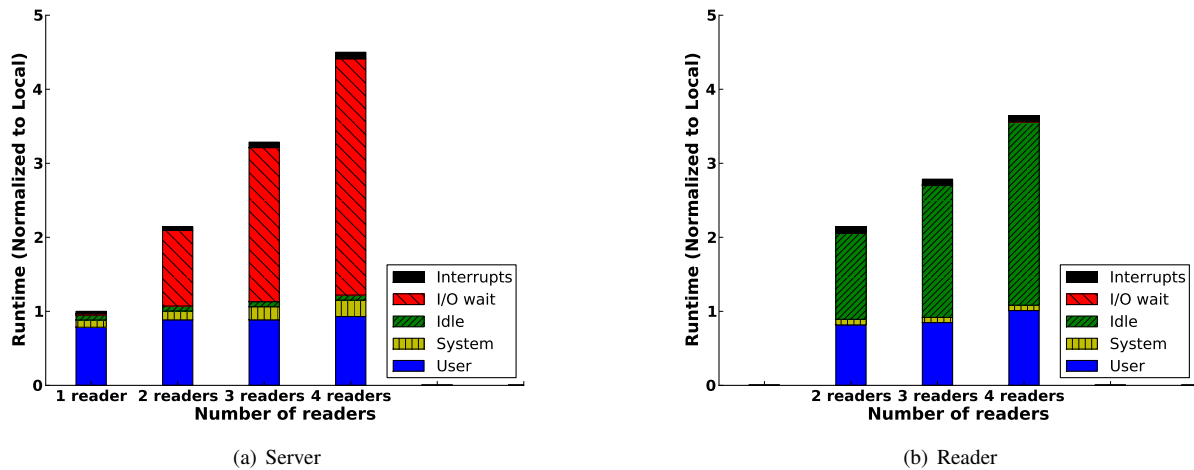 5
4
3
2
1
0
Runtime (Normalized to Local)
Interrupts
I/O wait
Idle
System
User
1 reader 2 readers 3 readers 4 readers
Number of readers
(a) Server
5
4
3
2
1
0
Runtime (Normalized to Local)
Interrupts
I/O wait
Idle
System
User
2 readers 3 readers 4 readers
Number of readers
(b) Reader